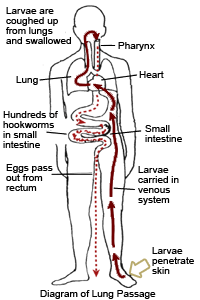 Larvae are
coughed up
from lungs
and swallowed
Pharynx
Lung
Heart
Hundreds of
hookworms
in small
intestine
Small
intestine
Eggs pass
out from
rectum
Larvae
carried in
venous
system
Larvae
penetrate
skin
Diagram of Lung Passage